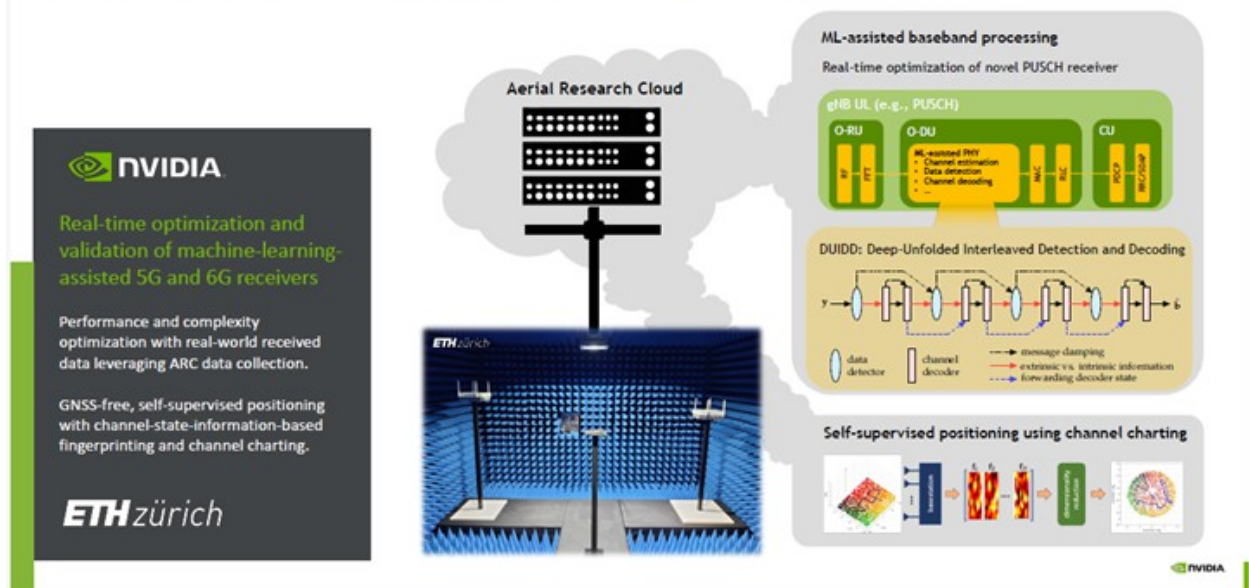 NVIDIA
Real-time optimization and
validation of machine-learning-
assisted 5G and 6G receivers
Performance and complexity
optimization with real-world received
data leveraging ARC data collection.
GNSS-free, self-supervised positioning
with channel-state-information-based
fingerprinting and channel charting.
ETH zürich
Aerial Research Cloud
ETH zürich
ML-assisted baseband processing
Real-time optimization of novel PUSCH receiver
gNB UL (e.g., PUSCH)
O-RU
O-DU
CU
RF
FFT
ML-assisted PHY
• Channel estimation
• Data detection
• Channel decoding
• ...
MAC
RLC
PDCP
RRC/SDAP
DUIDD: Deep-Unfolded Interleaved Detection and Decoding
y
data
detector
channel
decoder
message damping
extrinsic vs. intrinsic information
forwarding decoder state
Self-supervised positioning using channel charting
basestation
...
dimensionality
reduction
NVIDIA